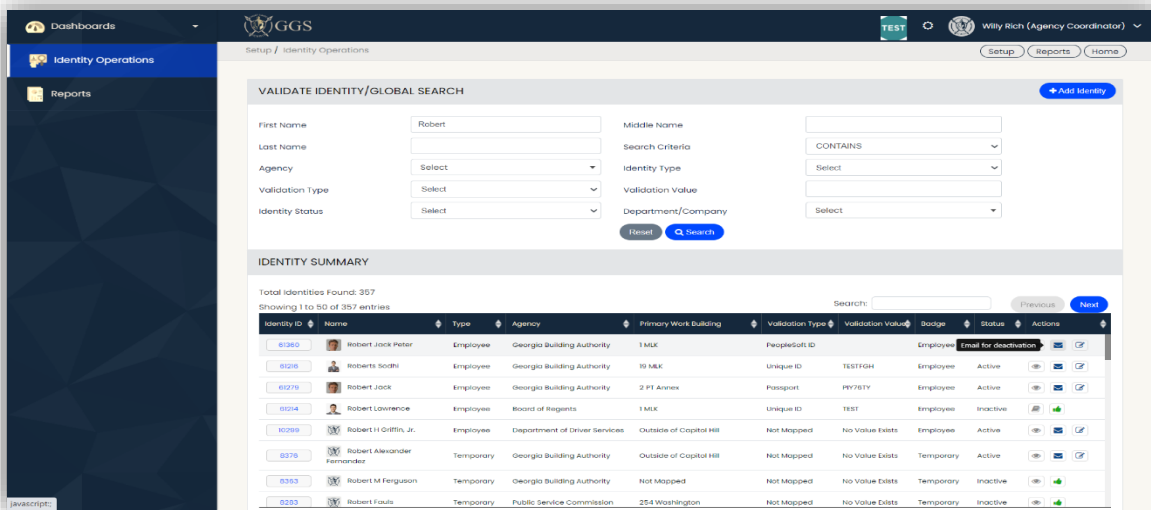 Dashboards
GGS
TEST
Willy Rich (Agency Coordinator)
Setup / Identity Operations
Setup Reports Home
Identity Operations
Reports
VALIDATE IDENTITY/GLOBAL SEARCH
+Add Identity
First Name Robert Middle Name
Last Name Search Criteria CONTAINS
Agency Select Identity Type Select
Validation Type Select Validation Value
Identity Status Select Department/Company Select
Reset Search
IDENTITY SUMMARY
Total Identities Found: 357
Showing 1 to 50 of 357 entries
Search: Previous Next
Identity ID Name Type Agency Primary Work Building Validation Type Validation Value Badge Status Actions
61360 Robert Jack Peter Employee Georgia Building Authority 1 MLK PeopleSoft ID Employee Email for deactivation
61216 Roberts Sodhi Employee Georgia Building Authority 19 MLK Unique ID TESTFGH Employee Active
61279 Robert Jack Employee Georgia Building Authority 2 PT Annex Passport PIY76TY Employee Active
61214 Robert Lawrence Employee Board of Regents 1 MLK Unique ID TEST Employee Inactive
10299 Robert H Griffin, Jr. Employee Department of Driver Services Outside of Capitol Hill Not Mapped No Value Exists Employee Active
8376 Robert Alexander Fernandez Temporary Georgia Building Authority Outside of Capitol Hill Not Mapped No Value Exists Temporary Active
8363 Robert M Ferguson Temporary Georgia Building Authority Not Mapped Not Mapped No Value Exists Temporary Inactive
8283 Robert Fauls Temporary Public Service Commission 254 Washington Not Mapped No Value Exists Temporary Inactive
javascript:;